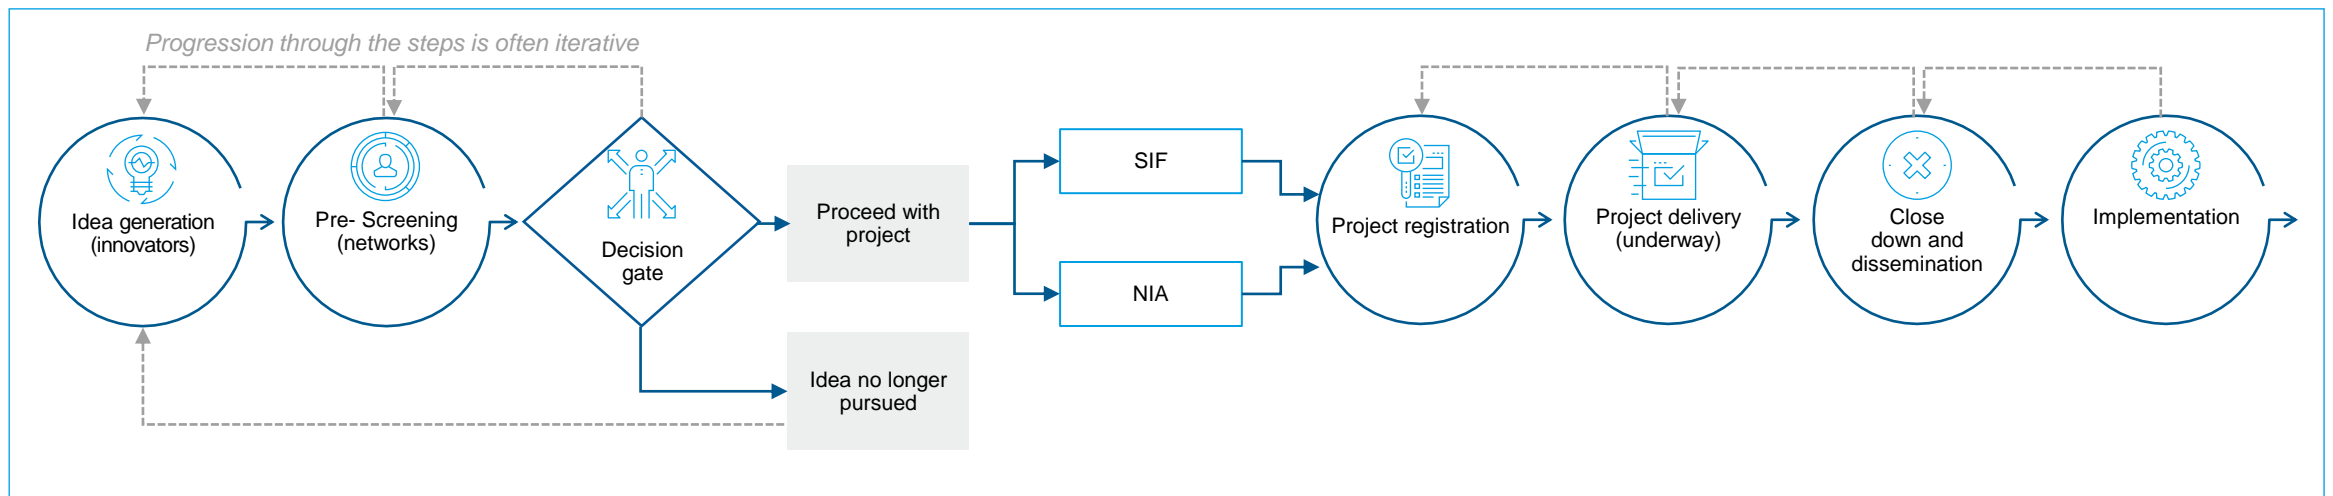 Progression through the steps is often iterative
Idea generation
(innovators)
Pre- Screening
(networks)
Decision
gate
Proceed with
project
Idea no longer
pursued
SIF
NIA
Project registration
Project delivery
(underway)
Close
down and
dissemination
Implementation